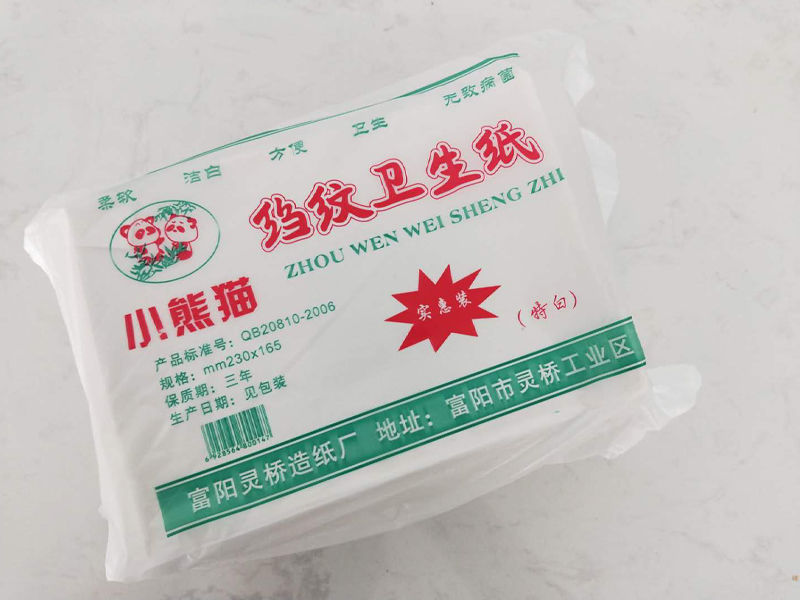 柔软 洁白 方便 卫生 无致病菌
绉纹卫生纸
ZHOU WEN WEI SHENG ZHI
小熊猫
实惠装
(特白)
产品标准号：QB20810-2006
规格：mm230x165
保质期：三年
生产日期：见包装
6928564800147
富阳灵桥造纸厂 地址：富阳市灵桥工业区